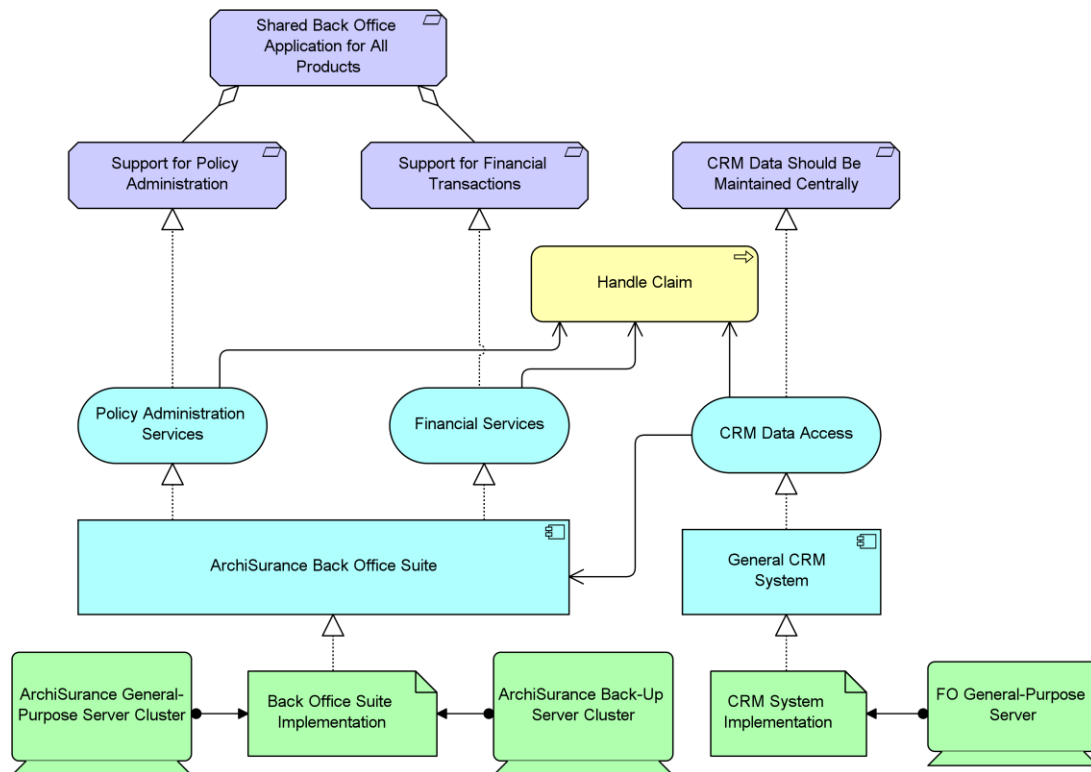 Shared Back Office
Application for All
Products
Support for Policy
Administration
Support for Financial
Transactions
CRM Data Should Be
Maintained Centrally
Handle Claim
Policy Administration
Services
Financial Services
CRM Data Access
ArchiSurance Back Office Suite
General CRM
System
ArchiSurance General-
Purpose Server Cluster
Back Office Suite
Implementation
ArchiSurance Back-Up
Server Cluster
CRM System
Implementation
FO General-Purpose
Server